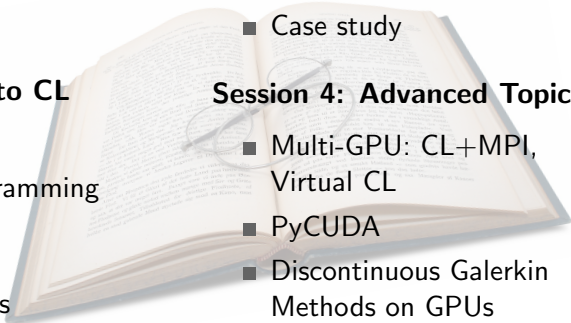 to CL
ramming
s
Case study
Session 4: Advanced Topic
Multi-GPU: CL+MPI,
Virtual CL
PyCUDA
Discontinuous Galerkin
Methods on GPUs